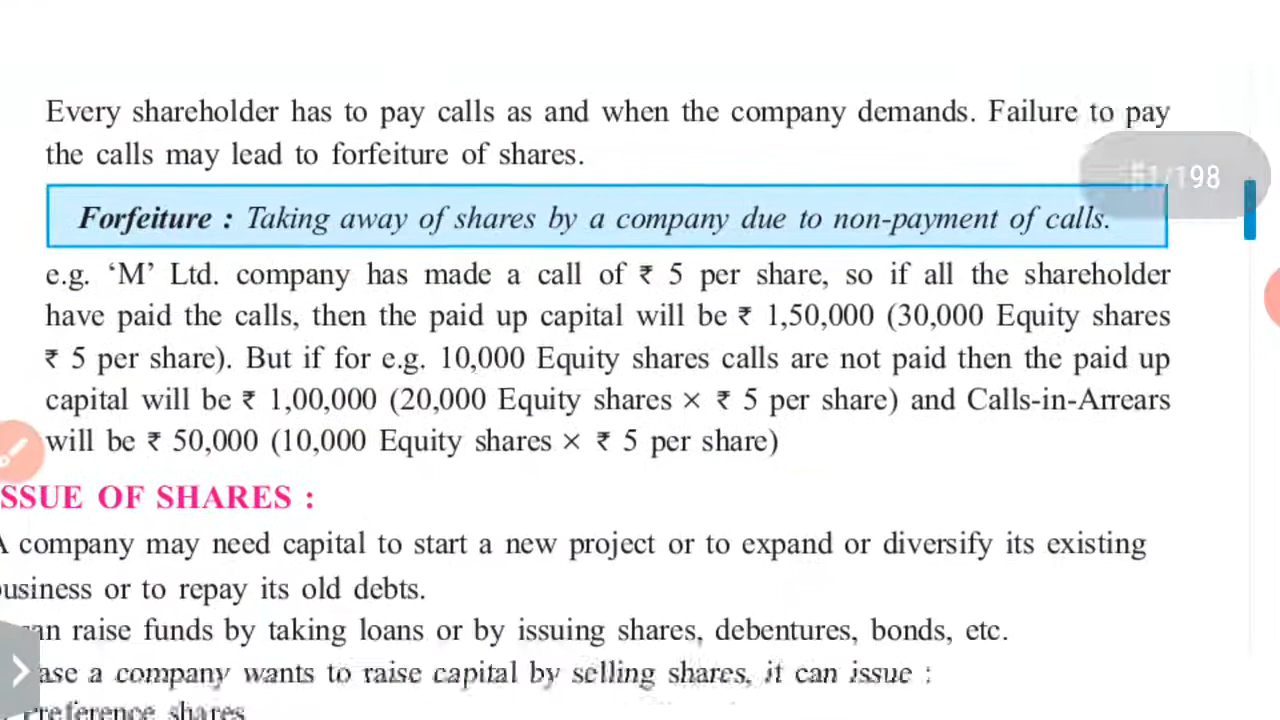 Every shareholder has to pay calls as and when the company demands. Failure to pay
the calls may lead to forfeiture of shares.
/198
Forfeiture : Taking away of shares by a company due to non-payment of calls.
e.g. ‘M’ Ltd. company has made a call of ₹ 5 per share, so if all the shareholder
have paid the calls, then the paid up capital will be ₹ 1,50,000 (30,000 Equity shares
₹ 5 per share). But if for e.g. 10,000 Equity shares calls are not paid then the paid up
capital will be ₹ 1,00,000 (20,000 Equity shares × ₹ 5 per share) and Calls-in-Arrears
will be ₹ 50,000 (10,000 Equity shares × ₹ 5 per share)
SSUE OF SHARES :
A company may need capital to start a new project or to expand or diversify its existing
usiness or to repay its old debts.
an raise funds by taking loans or by issuing shares, debentures, bonds, etc.
ase a company wants to raise capital by selling shares, it can issue :
Preference shares